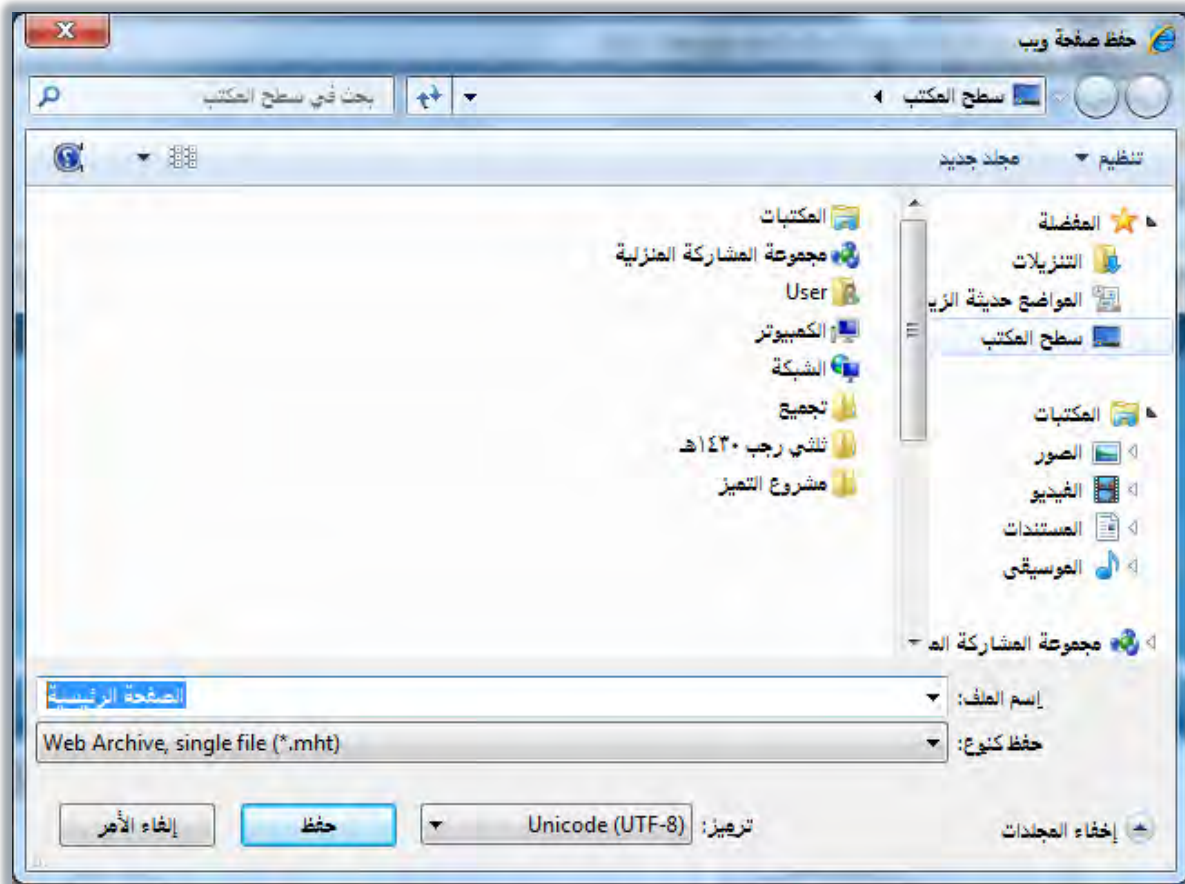 حفظ صفحة ويب
سطح المكتب
بحث في سطح المكتب
تنظيم
مجلد جديد
المفضلة
التنزيلات
المواضع حديثة الزي
سطح المكتب
المكتبات
الصور
الفيديو
المستندات
الموسيقى
مجموعة المشاركة الم
المكتبات
مجموعة المشاركة المنزلية
User
الكمبيوتر
الشبكة
تجميع
ثلثي رجب ١٤٣٠هـ
مشروع التميز
إسم الملف: الصفحة الرئيسية
حفظ كنوع: Web Archive, single file (*.mht)
إخفاء المجلدات
ترميز: Unicode (UTF-8)
حفظ
إلغاء الأمر